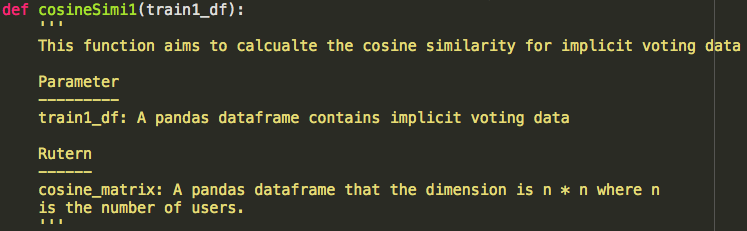 def cosineSimi1(train1_df):
'''
This function aims to calcualte the cosine similarity for implicit voting data
Parameter
---------
train1_df: A pandas dataframe contains implicit voting data
Rutern
------
cosine_matrix: A pandas dataframe that the dimension is n * n where n
is the number of users.
'''